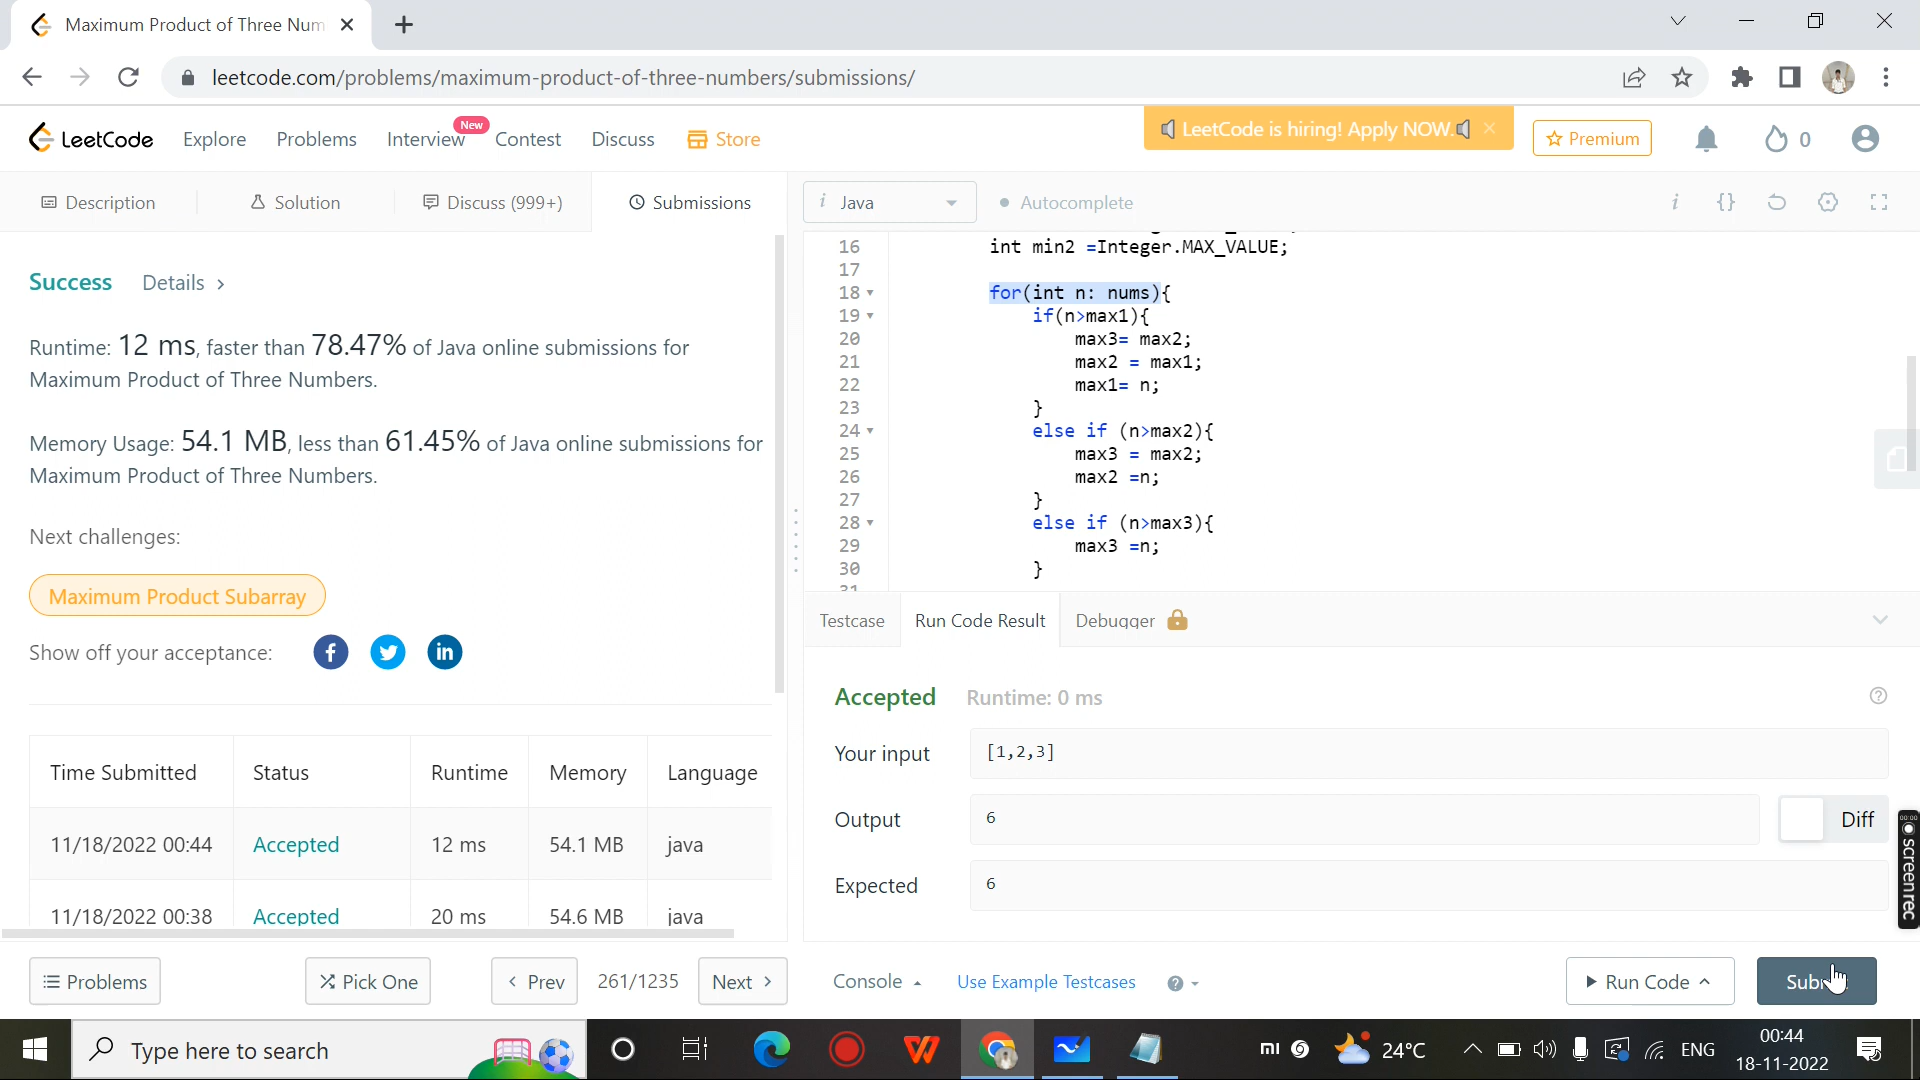 Maximum Product of Three Num
leetcode.com/problems/maximum-product-of-three-numbers/submissions/
LeetCode
Explore
Problems
Interview
New
Contest
Discuss
Store
LeetCode is hiring! Apply NOW.
Premium
0
Description
Solution
Discuss (999+)
Submissions
i Java
Autocomplete
i {}
Success Details >
Runtime: 12 ms, faster than 78.47% of Java online submissions for
Maximum Product of Three Numbers.
Memory Usage: 54.1 MB, less than 61.45% of Java online submissions for
Maximum Product of Three Numbers.
Next challenges:
Maximum Product Subarray
Show off your acceptance:
Time Submitted Status Runtime Memory Language
11/18/2022 00:44 Accepted 12 ms 54.1 MB java
11/18/2022 00:38 Accepted 20 ms 54.6 MB java
16 int min2 =Integer.MAX_VALUE;
17
18 for(int n: nums){
19 if(n>max1){
20 max3= max2;
21 max2 = max1;
22 max1= n;
23 }
24 else if (n>max2){
25 max3 = max2;
26 max2 =n;
27 }
28 else if (n>max3){
29 max3 =n;
30 }
31
Testcase
Run Code Result
Debugger
Accepted Runtime: 0 ms
Your input [1,2,3]
Output 6
Diff
Expected 6
00:00 screenrec
Problems
Pick One
< Prev
261/1235
Next >
Console
Use Example Testcases
Run Code
Type here to search
24°C
ENG
00:44
18-11-2022